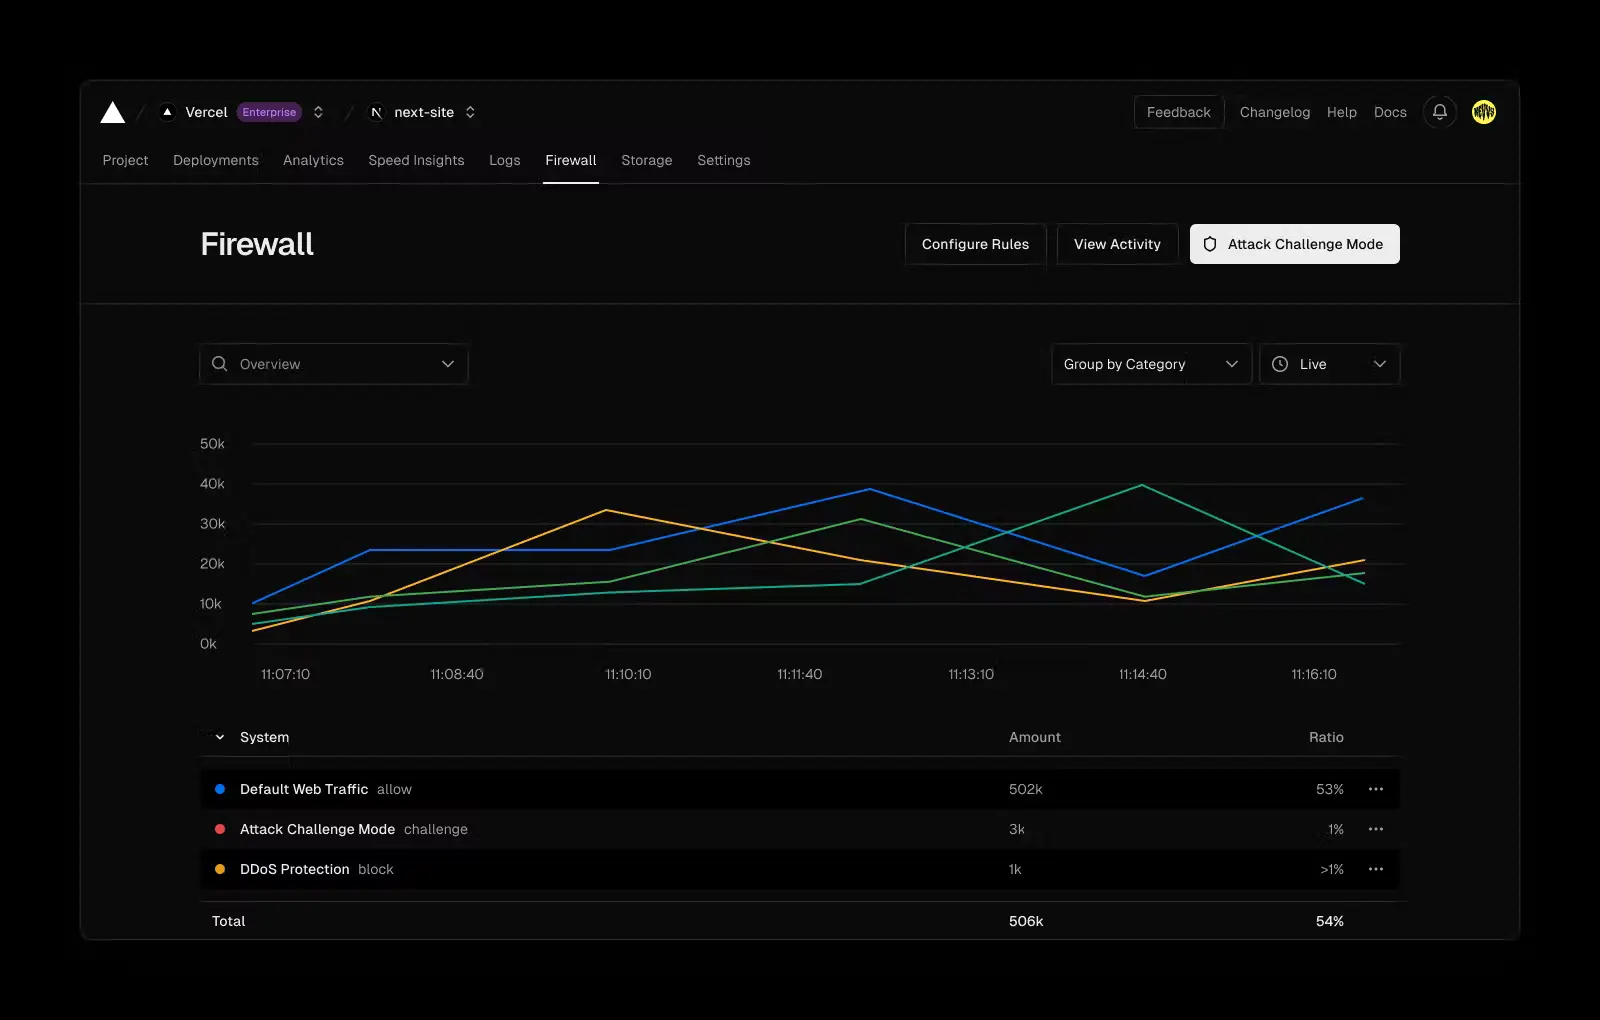 Vercel Enterprise next-site Feedback Changelog Help Docs
Project Deployments Analytics Speed Insights Logs Firewall Storage Settings
Firewall Configure Rules View Activity Attack Challenge Mode
Overview Group by Category Live
50k
40k
30k
20k
10k
0k
11:07:10 11:08:40 11:10:10 11:11:40 11:13:10 11:14:40 11:16:10
System Amount Ratio
Default Web Traffic allow 502k 53%
Attack Challenge Mode challenge 3k 1%
DDoS Protection block 1k >1%
Total 506k 54%